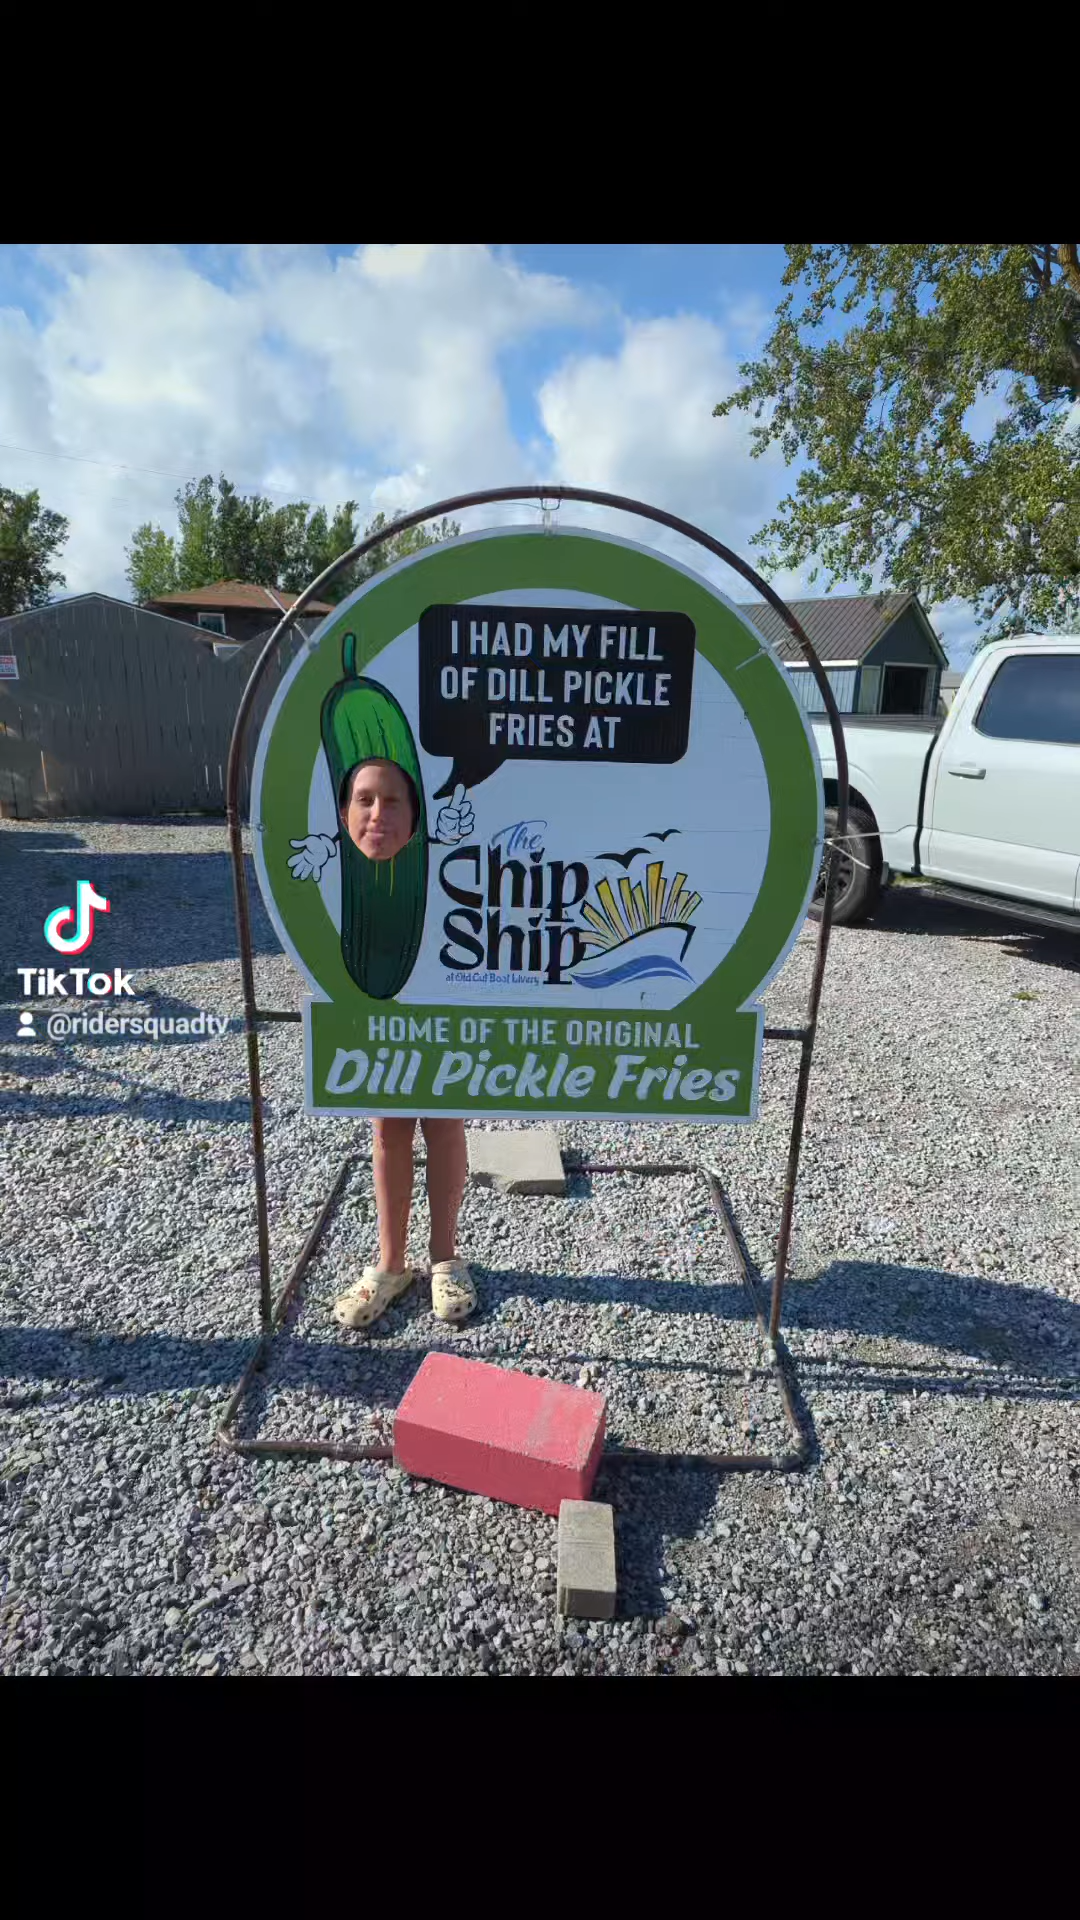 I HAD MY FILL
OF DILL PICKLE
FRIES AT
The
Chip
Ship
at Old Cut Boat Livery
HOME OF THE ORIGINAL
Dill Pickle Fries
TikTok
@ridersquadtv